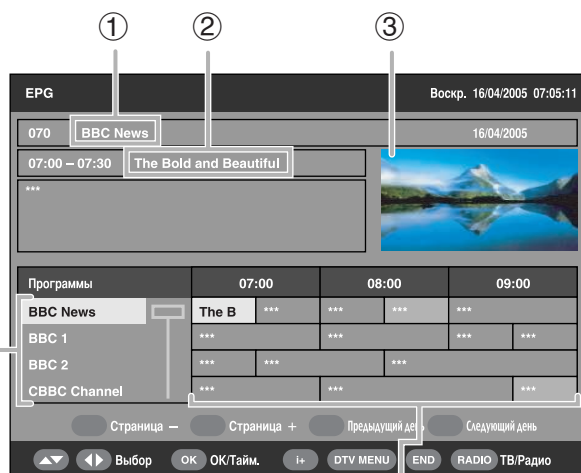 ① ② ③
EPG Воскр. 16/04/2005 07:05:11
070 BBC News 16/04/2005
07:00 – 07:30 The Bold and Beautiful
***
Программы 07:00 08:00 09:00
BBC News The B *** *** *** ***
BBC 1 *** *** *** ***
BBC 2 *** *** ***
CBBC Channel *** *** ***
Страница – Страница + Предыдущий день Следующий день
Выбор OK ОК/Тайм. i+ DTV MENU END RADIO ТВ/Радио